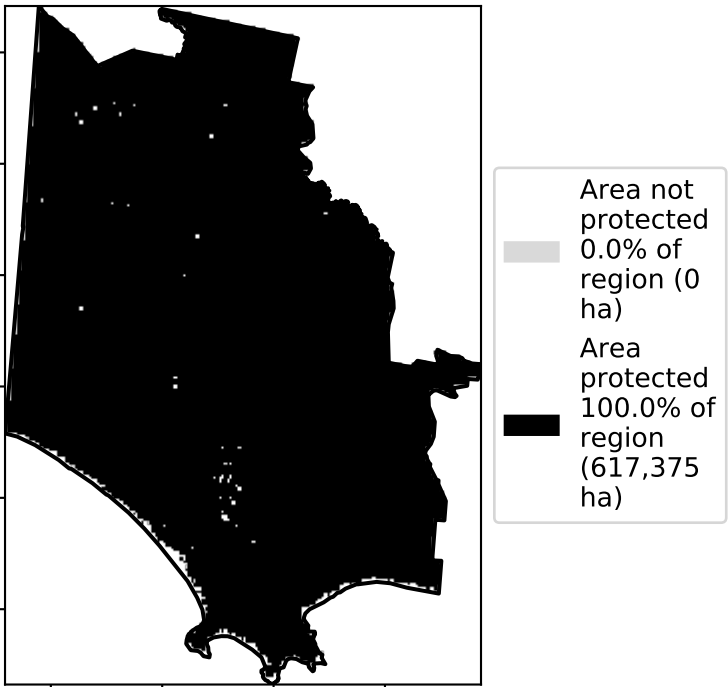 Area not
protected
0.0% of
region (0
ha)
Area
protected
100.0% of
region
(617,375
ha)